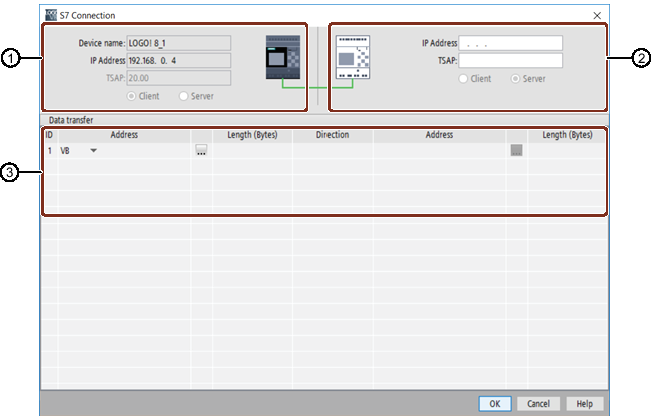 S7 Connection
1
Device name: LOGO! 8_1
IP Address 192.168. 0. 4
TSAP: 20.00
Client Server
IP Address . . .
TSAP:
Client Server
2
Data transfer
ID Address Length (Bytes) Direction Address Length (Bytes)
1 VB ... ...
3
OK Cancel Help